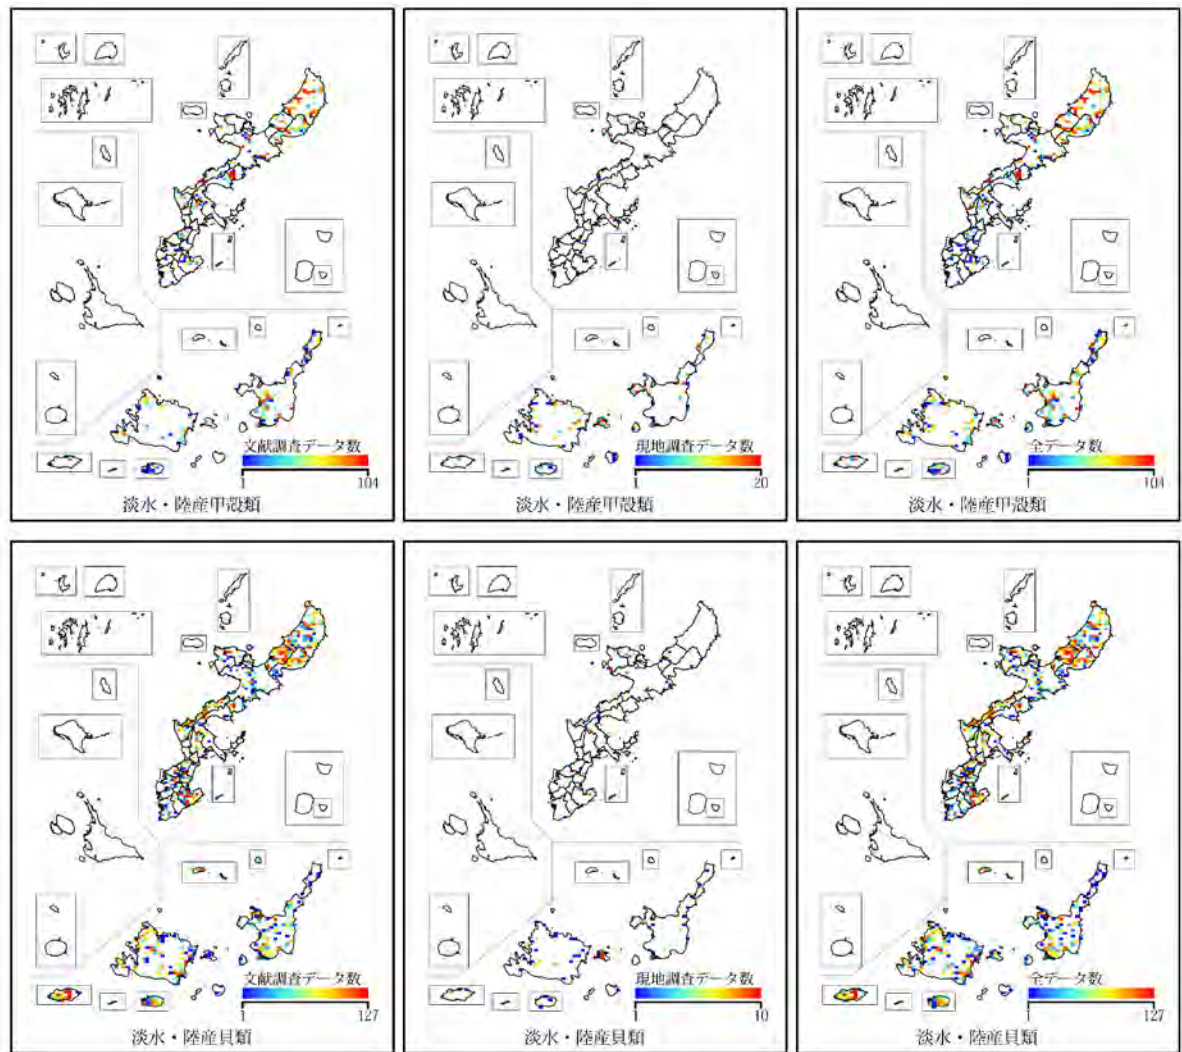 文献調査データ数
1 104
淡水・陸産甲殻類
現地調査データ数
1 20
淡水・陸産甲殻類
全データ数
1 104
淡水・陸産甲殻類
文献調査データ数
1 127
淡水・陸産貝類
現地調査データ数
1 10
淡水・陸産貝類
全データ数
1 127
淡水・陸産貝類